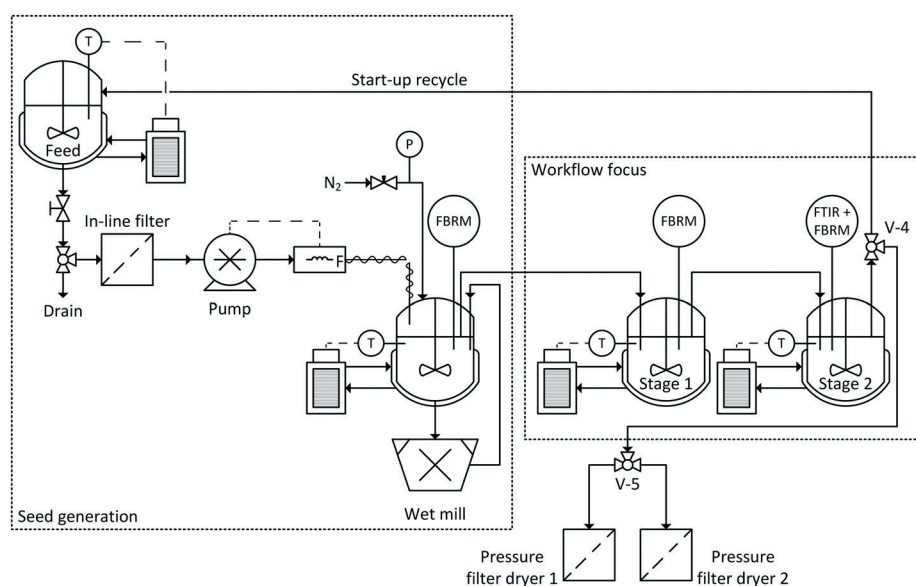 T
Feed
Start-up recycle
P
N2
In-line filter
F
Drain
Pump
FBRM
T
Wet mill
Seed generation
Workflow focus
FBRM
FTIR +
FBRM
V-4
T
Stage 1
T
Stage 2
V-5
Pressure
filter dryer 1
Pressure
filter dryer 2